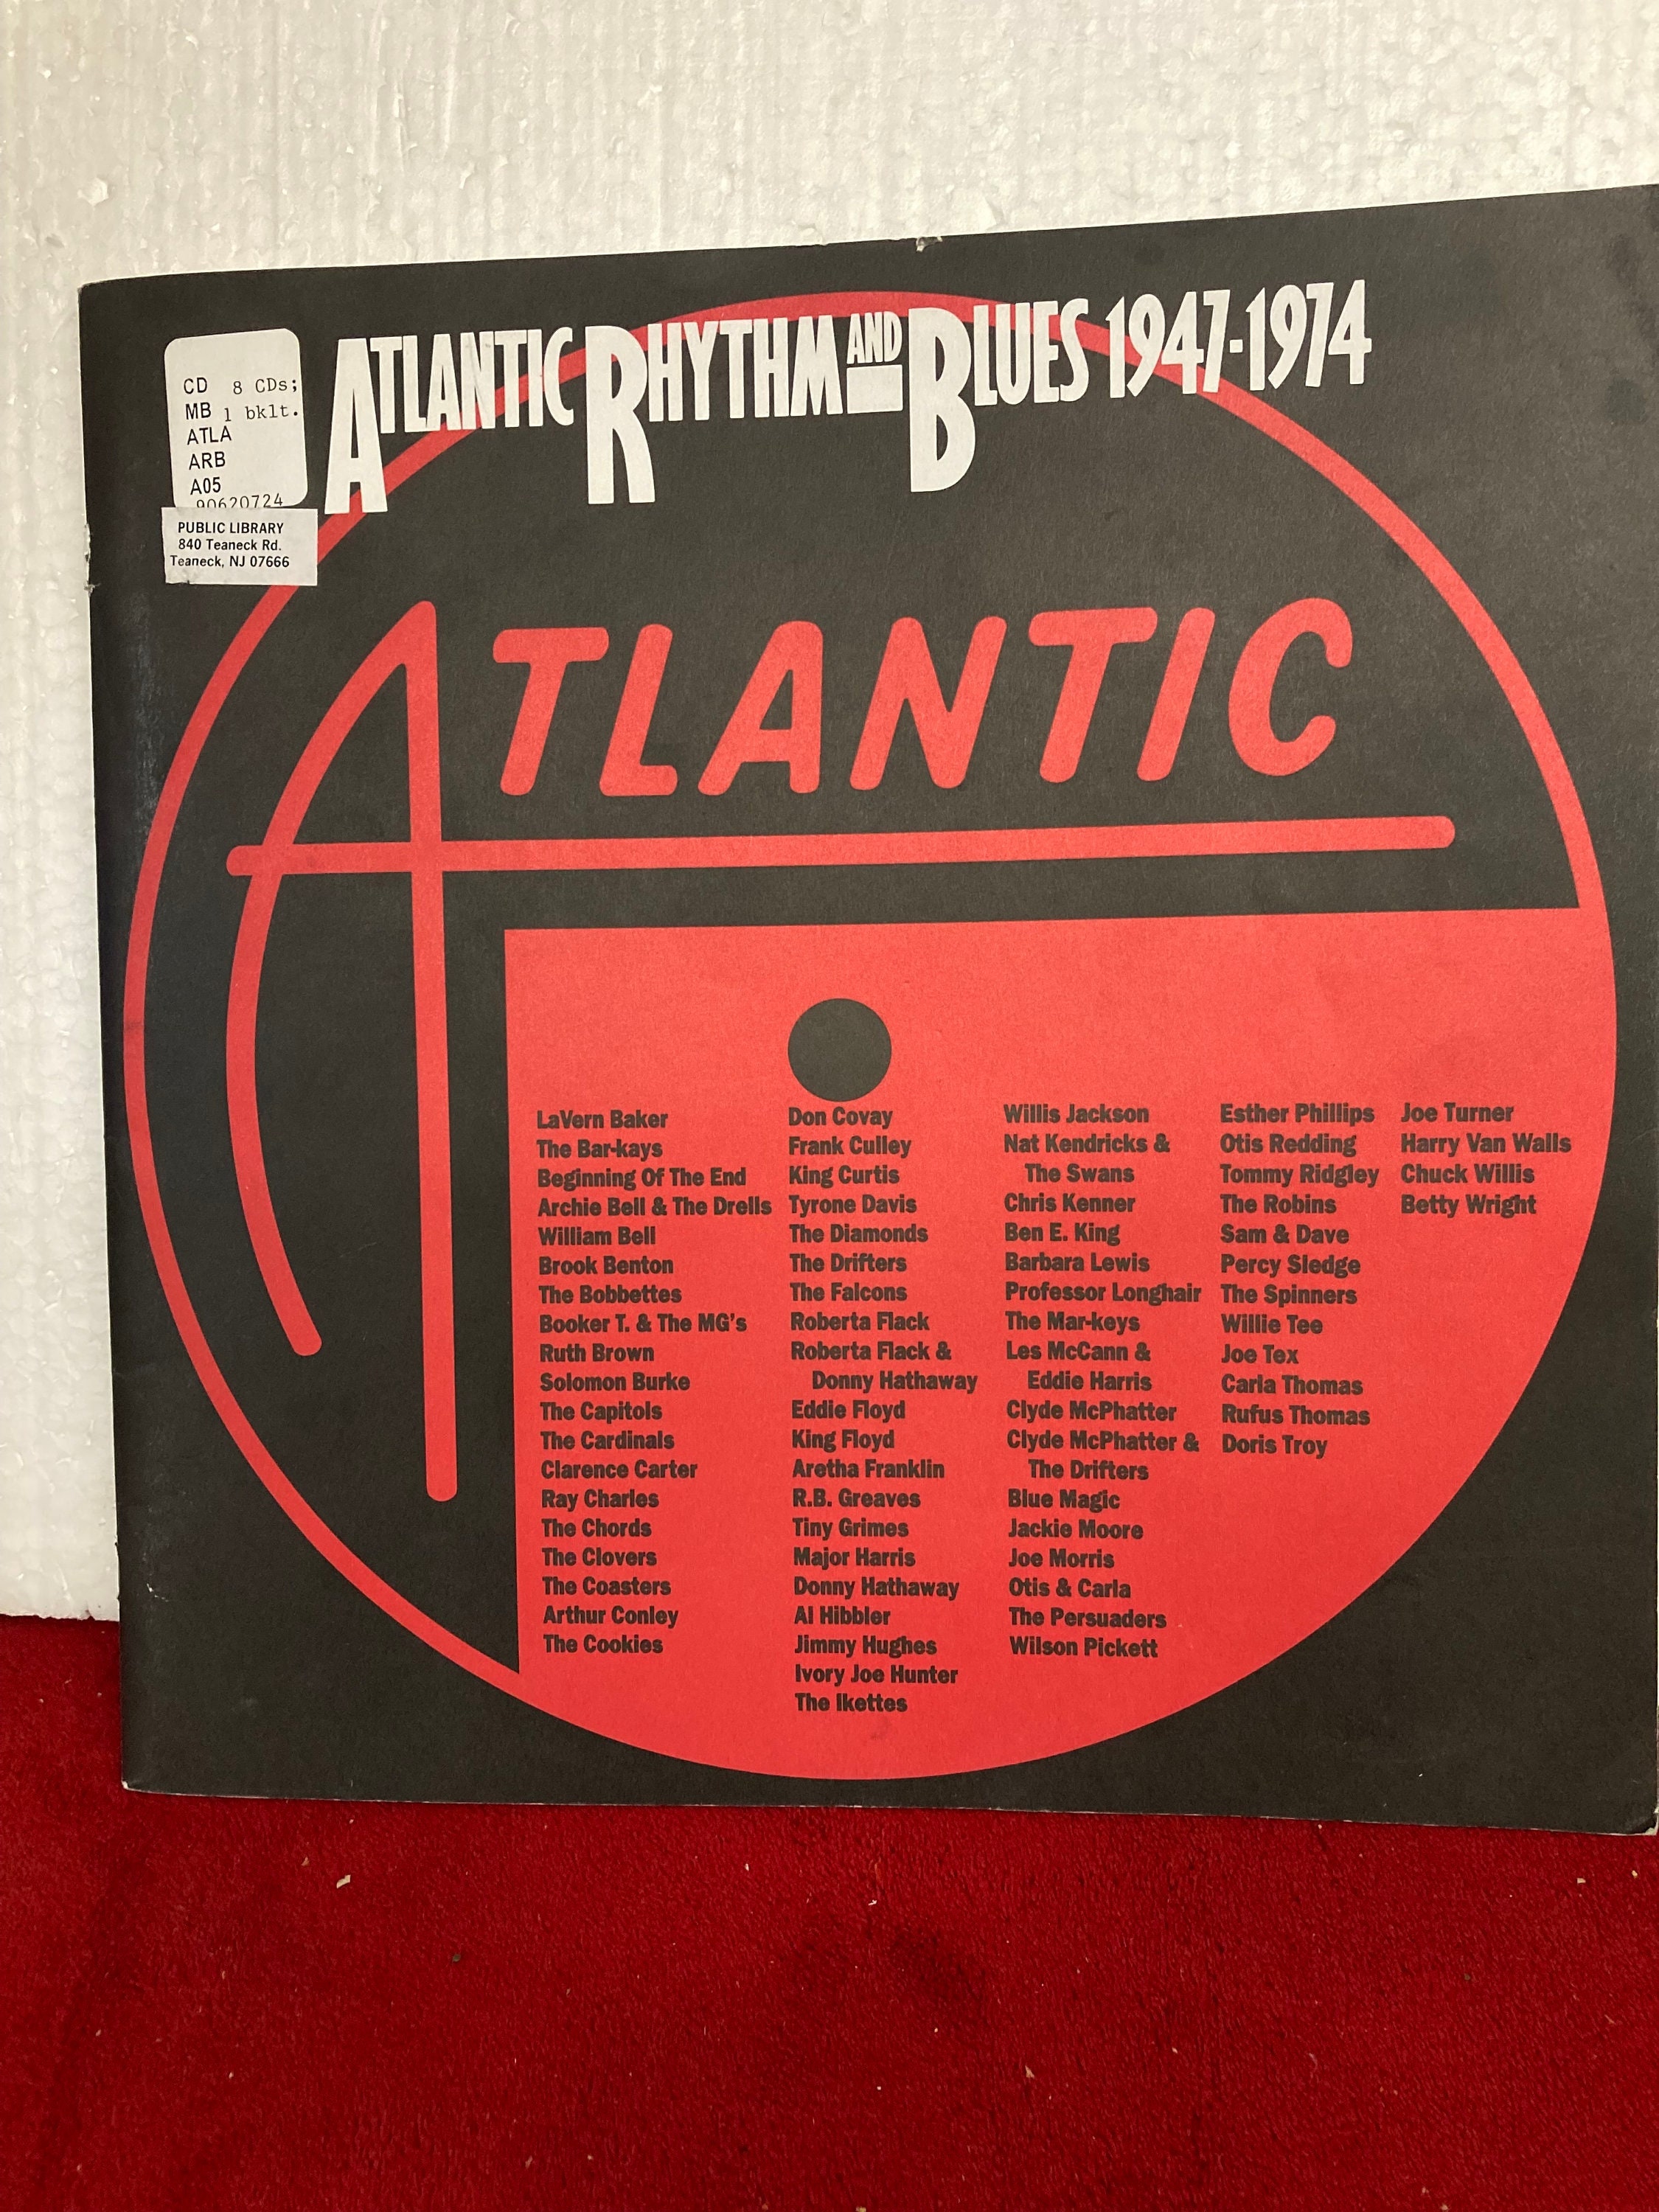 ATLANTIC RHYTHM AND BLUES 1947-1974
CD 8 CDs;
MB 1 bklt.
ATLA
ARB
A05
90620724
PUBLIC LIBRARY
840 Teaneck Rd.
Teaneck, NJ 07666
ATLANTIC
LaVern Baker
The Bar-kays
Beginning Of The End
Archie Bell & The Drells
William Bell
Brook Benton
The Bobbettes
Booker T. & The MG's
Ruth Brown
Solomon Burke
The Capitols
The Cardinals
Clarence Carter
Ray Charles
The Chords
The Clovers
The Coasters
Arthur Conley
The Cookies
Don Covay
Frank Culley
King Curtis
Tyrone Davis
The Diamonds
The Drifters
The Falcons
Roberta Flack
Roberta Flack &
Donny Hathaway
Eddie Floyd
King Floyd
Aretha Franklin
R.B. Greaves
Tiny Grimes
Major Harris
Donny Hathaway
Al Hibbler
Jimmy Hughes
Ivory Joe Hunter
The Ikettes
Willis Jackson
Nat Kendricks &
The Swans
Chris Kenner
Ben E. King
Barbara Lewis
Professor Longhair
The Mar-keys
Les McCann &
Eddie Harris
Clyde McPhatter
Clyde McPhatter &
The Drifters
Blue Magic
Jackie Moore
Joe Morris
Otis & Carla
The Persuaders
Wilson Pickett
Esther Phillips
Otis Redding
Tommy Ridgley
The Robins
Sam & Dave
Percy Sledge
The Spinners
Willie Tee
Joe Tex
Carla Thomas
Rufus Thomas
Doris Troy
Joe Turner
Harry Van Walls
Chuck Willis
Betty Wright